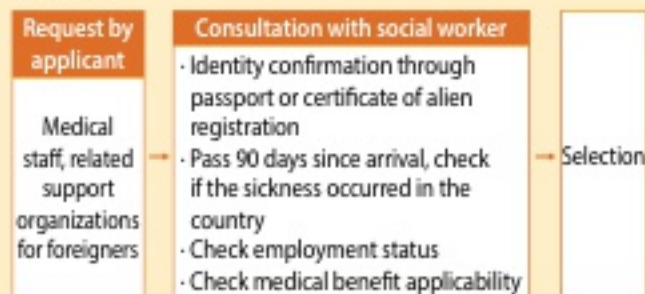 Request by
applicant
Medical
staff, related
support
organizations
for foreigners
Consultation with social worker
· Identity confirmation through
passport or certificate of alien
registration
· Pass 90 days since arrival, check
if the sickness occurred in the
country
· Check employment status
· Check medical benefit applicability
Selection